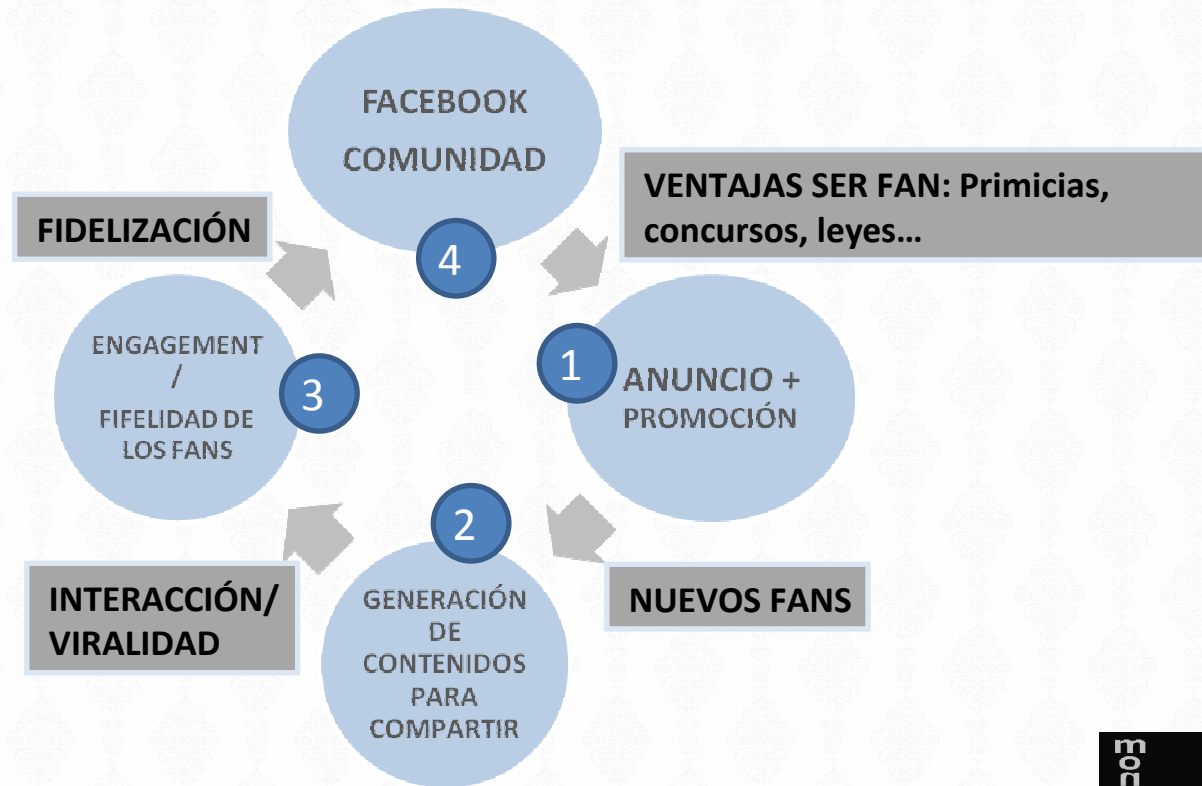 FACEBOOK
COMUNIDAD
4
VENTAJAS SER FAN: Primicias,
concursos, leyes…
1
ANUNCIO +
PROMOCIÓN
NUEVOS FANS
2
GENERACIÓN
DE
CONTENIDOS
PARA
COMPARTIR
INTERACCIÓN/
VIRALIDAD
3
ENGAGEMENT
/
FIFELIDAD DE
LOS FANS
FIDELIZACIÓN